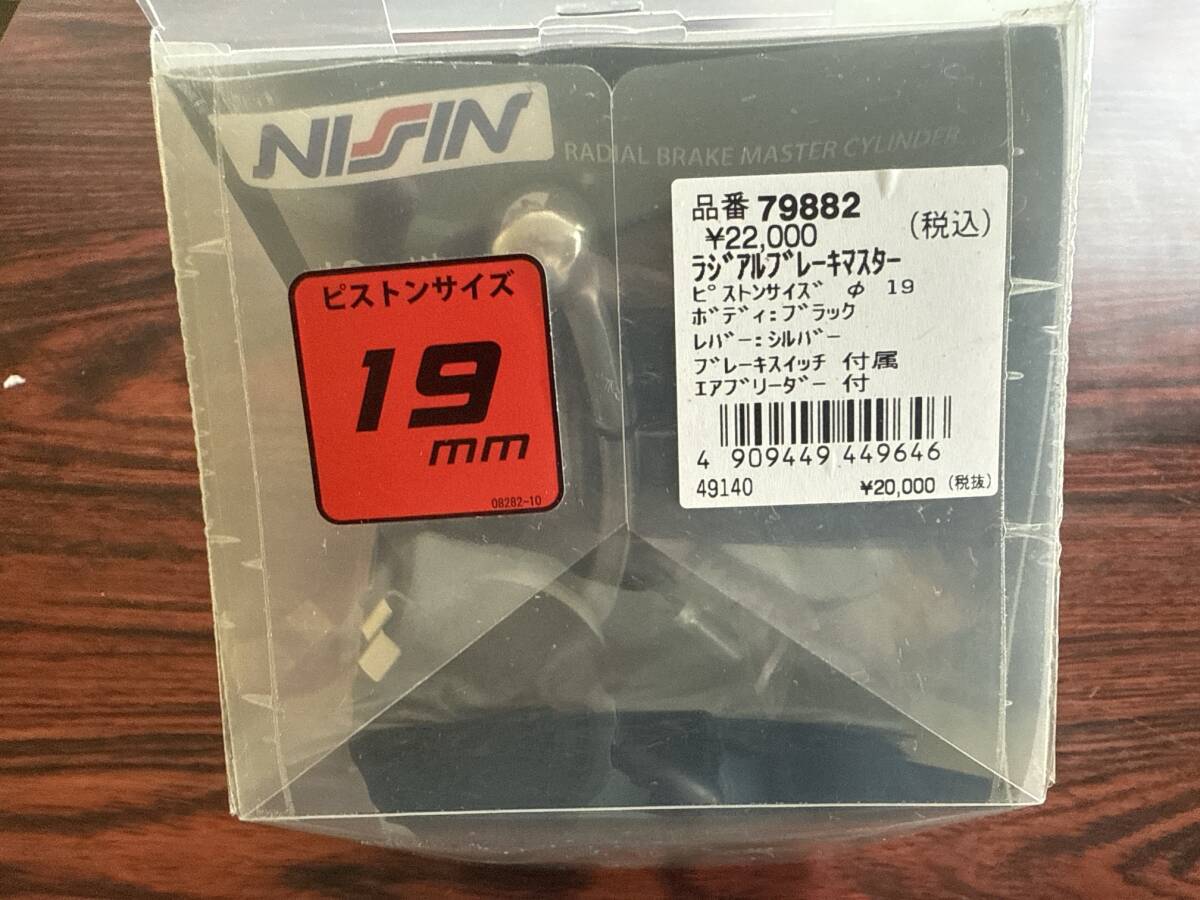 NISSIN
RADIAL BRAKE MASTER CYLINDER
ピストンサイズ
19
mm
08282-10
品番 79882
¥22,000 (税込)
ﾗｼﾞｱﾙﾌﾞﾚｰｷﾏｽﾀｰ
ﾋﾟｽﾄﾝｻｲｽﾞ φ 19
ﾎﾞﾃﾞｨ:ﾌﾞﾗｯｸ
ﾚﾊﾞｰ:ｼﾙﾊﾞｰ
ﾌﾞﾚｰｷｽｲｯﾁ 付属
ｴｱﾌﾞﾘｰﾀﾞｰ 付
4 909449 449646
49140 ¥20,000 (税抜)